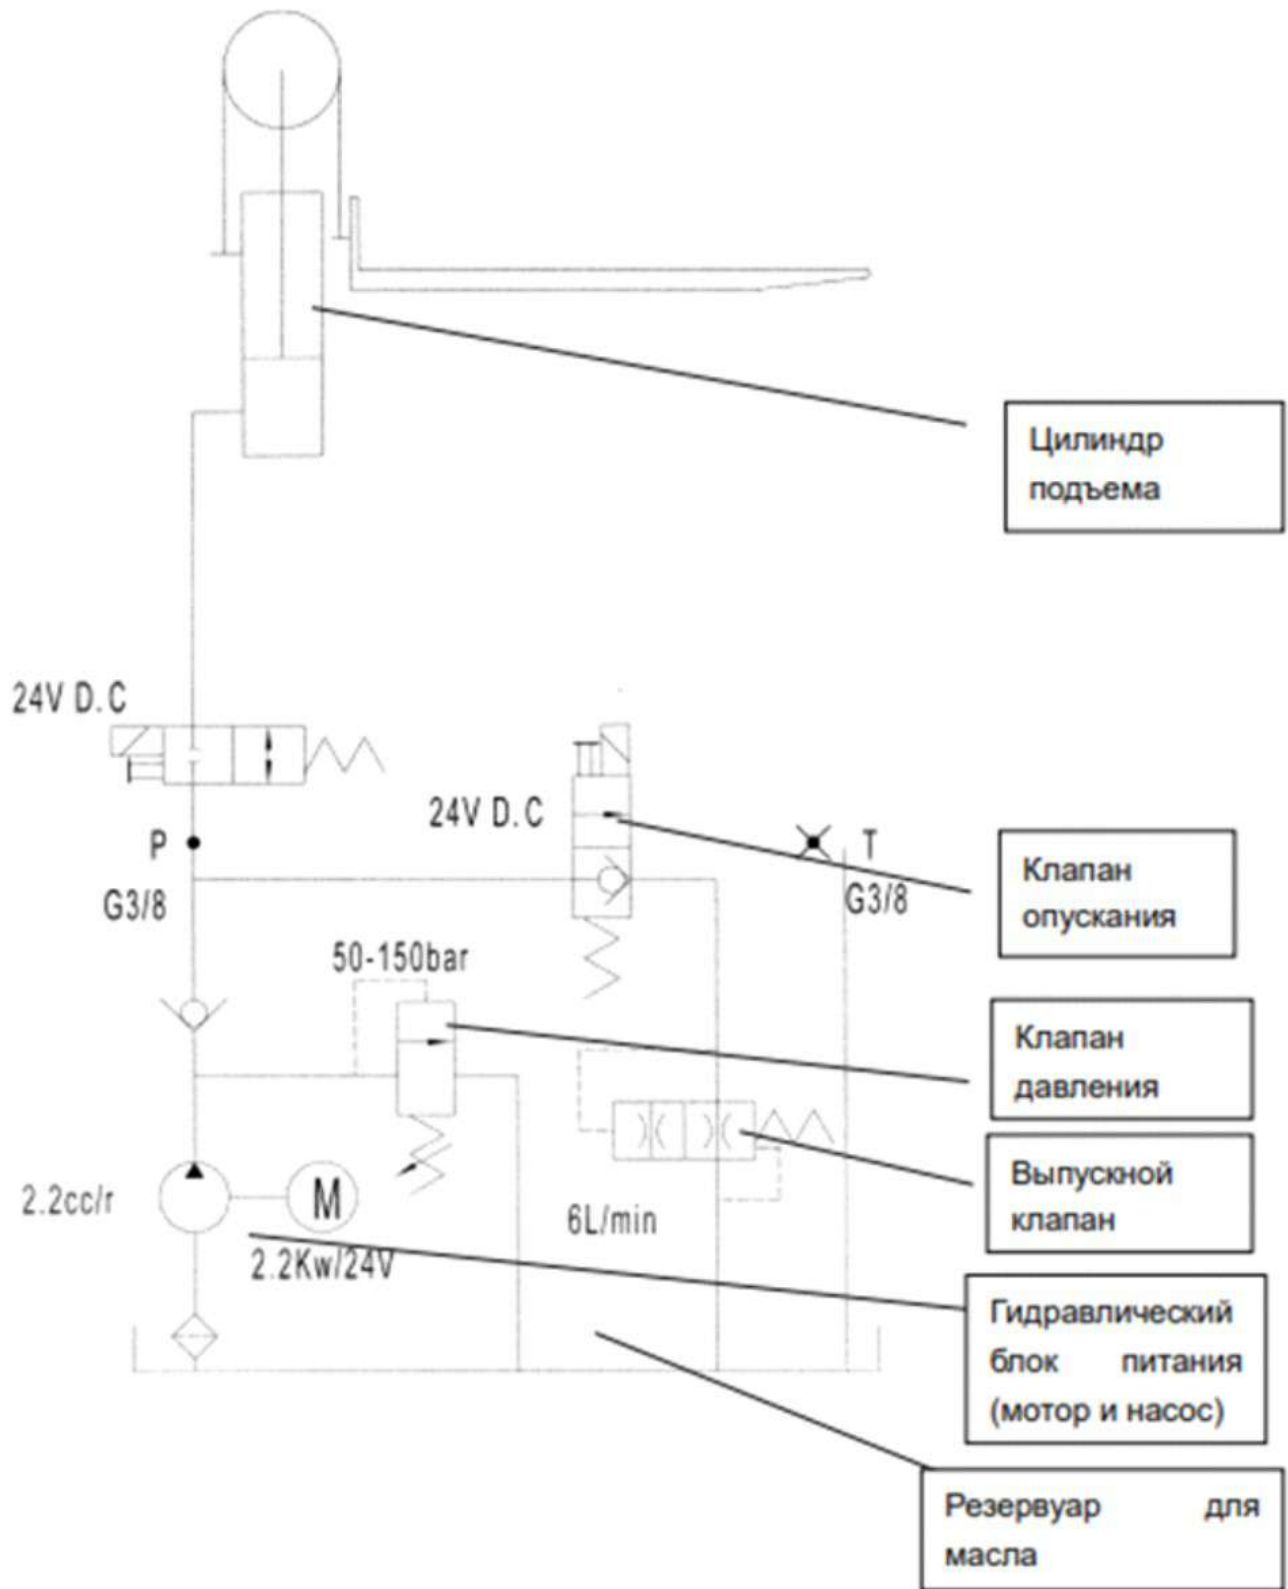 Цилиндр
подъема
24V D.C
24V D.C
P
T
G3/8
G3/8
Клапан
опускания
50-150bar
Клапан
давления
Выпускной
клапан
2.2cc/r
M
6L/min
2.2Kw/24V
Гидравлический
блок питания
(мотор и насос)
Резервуар для
масла